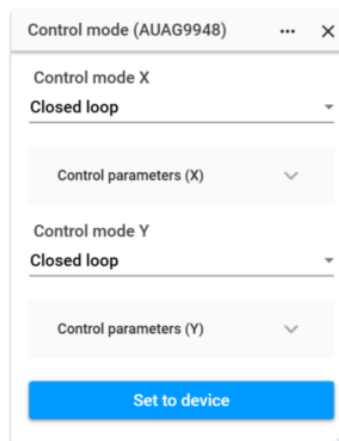 Control mode (AUAG9948)
Control mode X
Closed loop
Control parameters (X)
Control mode Y
Closed loop
Control parameters (Y)
Set to device